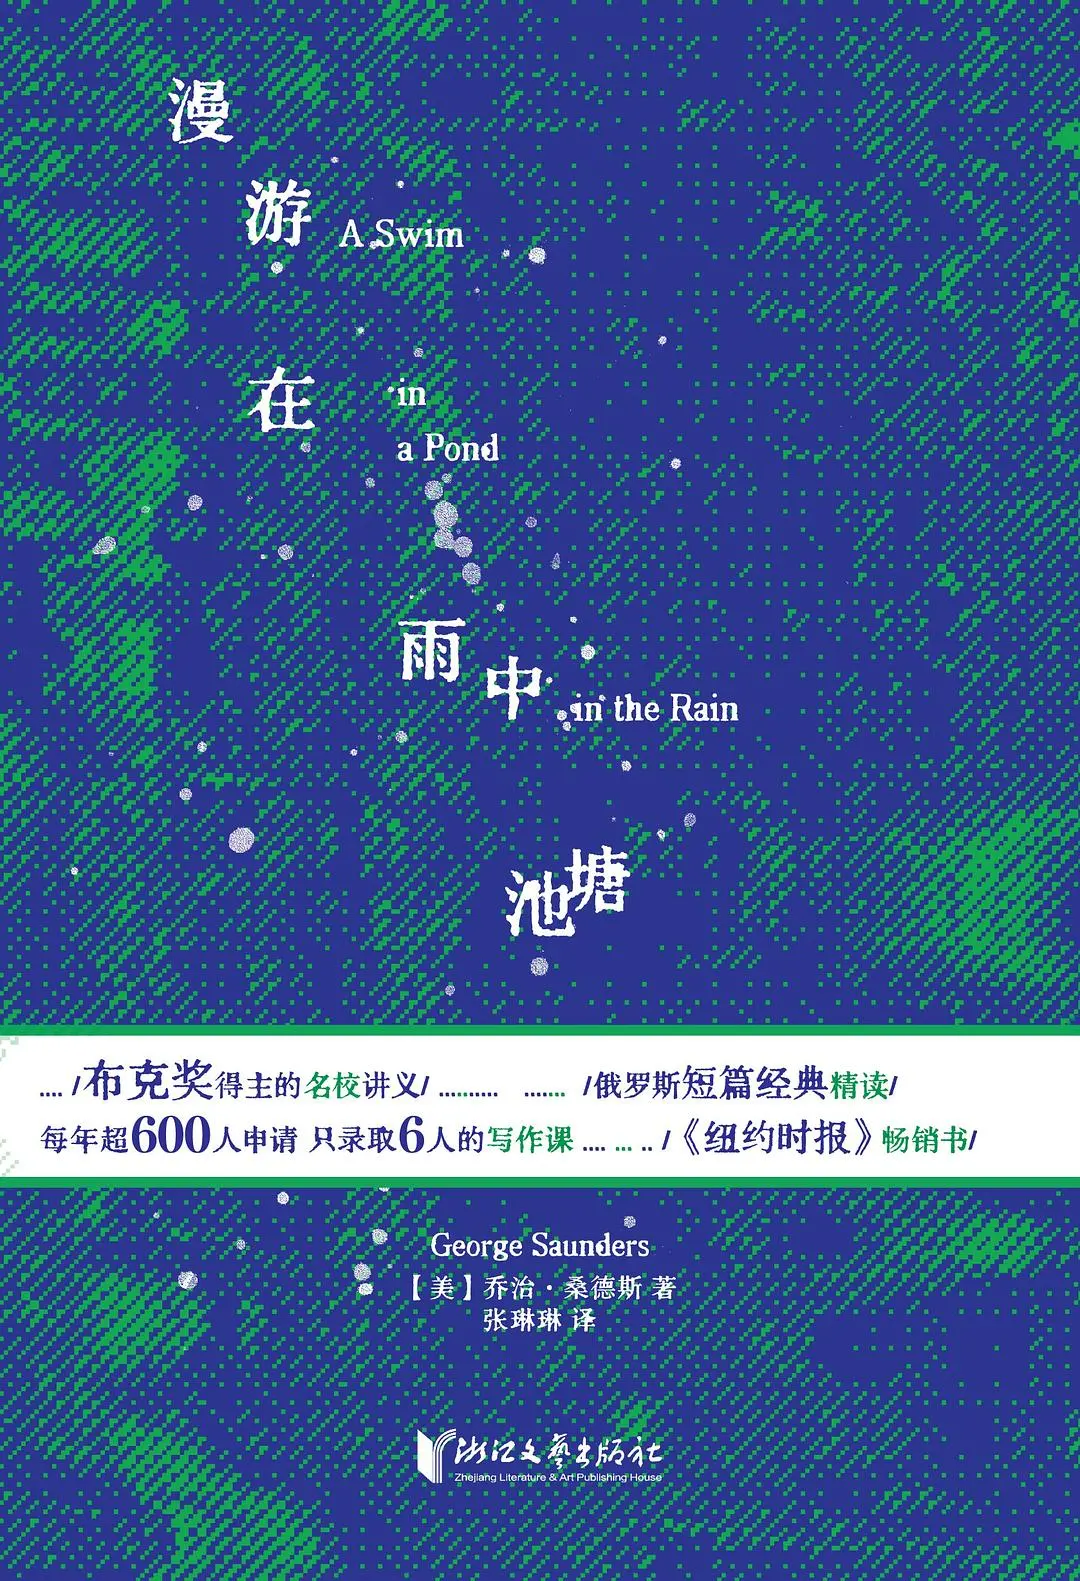 漫
游
A Swim
在
in
a Pond
雨
中
in the Rain
池塘
.... /布克奖得主的名校讲义/ .......... ....... /俄罗斯短篇经典精读/
每年超600人申请 只录取6人的写作课 .... ... .. /《纽约时报》畅销书/
George Saunders
【美】乔治·桑德斯 著
张琳琳 译
浙江文艺出版社
Zhejiang Literature & Art Publishing House